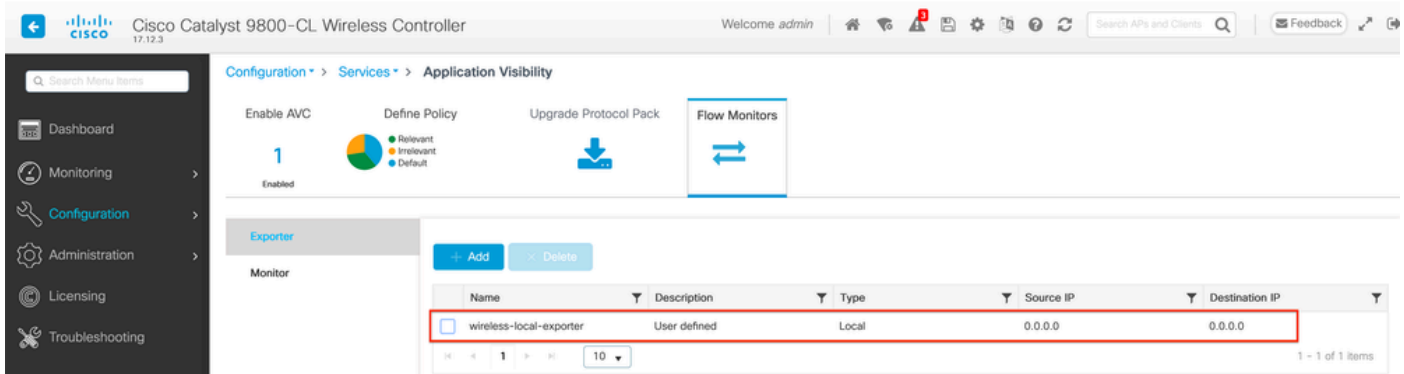 cisco
Cisco Catalyst 9800-CL Wireless Controller
17.12.3
Welcome admin
3
Search APs and Clients
Feedback
Search Menu Items
Dashboard
Monitoring
Configuration
Administration
Licensing
Troubleshooting
Configuration > Services > Application Visibility
Enable AVC
1
Enabled
Define Policy
Relevant
Irrelevant
Default
Upgrade Protocol Pack
Flow Monitors
Exporter
Monitor
+ Add
× Delete
Name Description Type Source IP Destination IP
wireless-local-exporter User defined Local 0.0.0.0 0.0.0.0
1 10
1 - 1 of 1 items